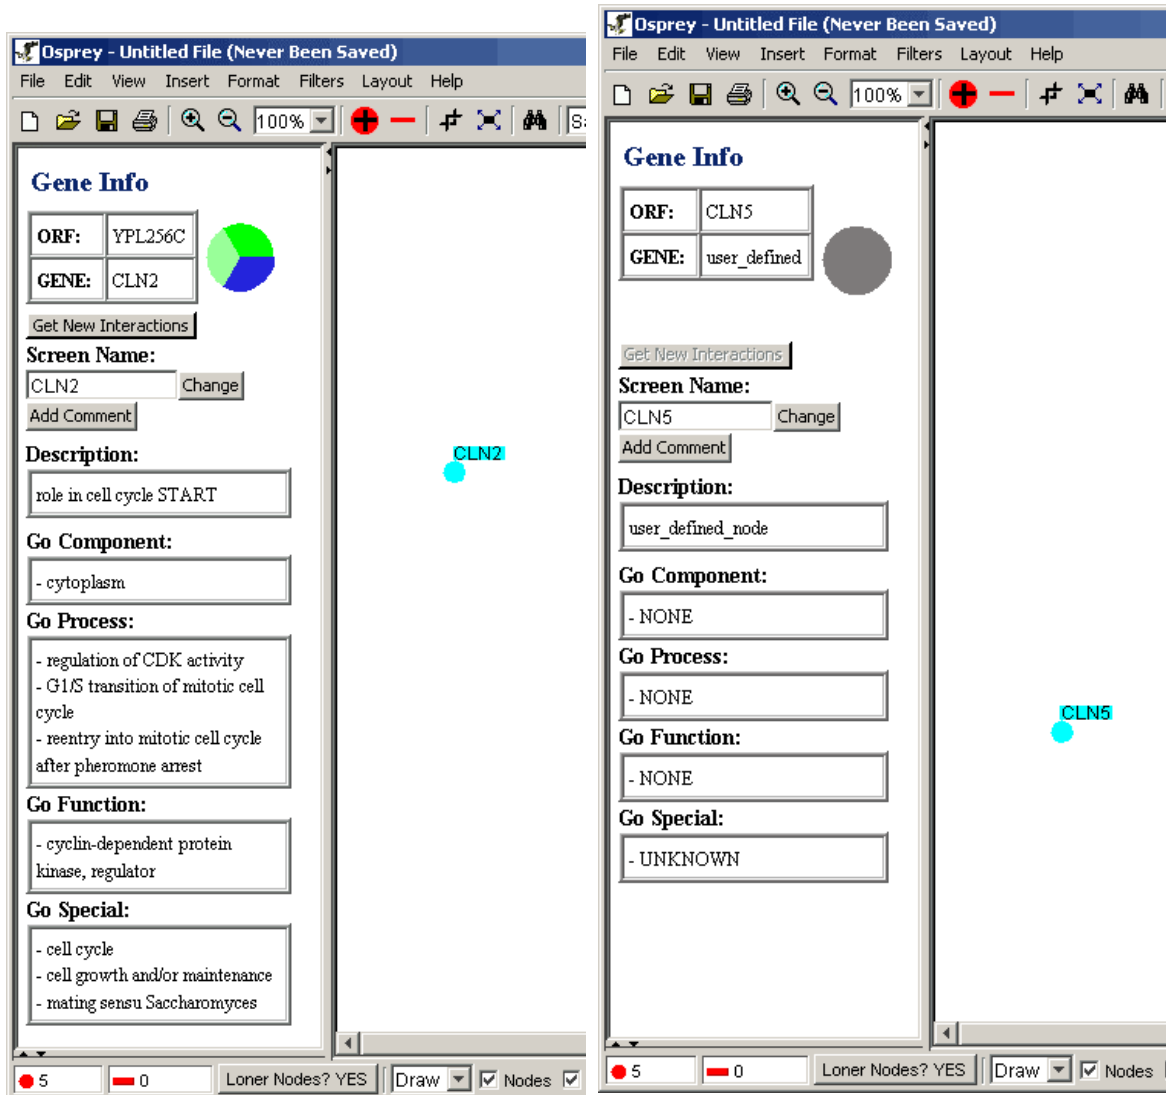 Osprey - Untitled File (Never Been Saved)
File Edit View Insert Format Filters Layout Help
100%
Gene Info
ORF: YPL256C
GENE: CLN2
Get New Interactions
Screen Name:
CLN2 Change
Add Comment
Description:
role in cell cycle START
Go Component:
- cytoplasm
Go Process:
- regulation of CDK activity
- G1/S transition of mitotic cell
cycle
- reentry into mitotic cell cycle
after pheromone arrest
Go Function:
- cyclin-dependent protein
kinase, regulator
Go Special:
- cell cycle
- cell growth and/or maintenance
- mating sensu Saccharomyces
CLN2
5 0 Loner Nodes? YES Draw Nodes
Osprey - Untitled File (Never Been Saved)
File Edit View Insert Format Filters Layout Help
100%
Gene Info
ORF: CLN5
GENE: user_defined
Get New Interactions
Screen Name:
CLN5 Change
Add Comment
Description:
user_defined_node
Go Component:
- NONE
Go Process:
- NONE
Go Function:
- NONE
Go Special:
- UNKNOWN
CLN5
5 0 Loner Nodes? YES Draw Nodes